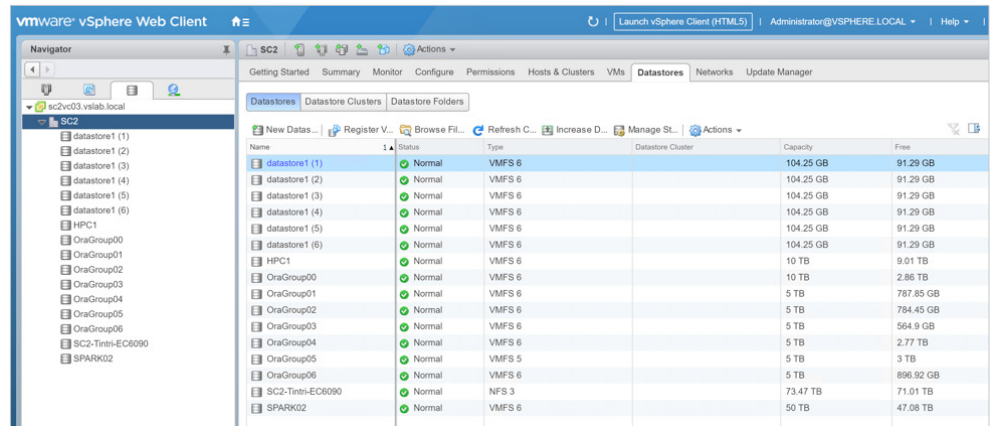 vmware® vSphere Web Client
Launch vSphere Client (HTML5) | Administrator@VSPHERE.LOCAL | Help
Navigator
sc2vc03.vslab.local
SC2
datastore1 (1)
datastore1 (2)
datastore1 (3)
datastore1 (4)
datastore1 (5)
datastore1 (6)
HPC1
OraGroup00
OraGroup01
OraGroup02
OraGroup03
OraGroup04
OraGroup05
OraGroup06
SC2-Tintri-EC6090
SPARK02
SC2 Actions
Getting Started Summary Monitor Configure Permissions Hosts & Clusters VMs Datastores Networks Update Manager
Datastores Datastore Clusters Datastore Folders
New Datas... Register V... Browse Fil... Refresh C... Increase D... Manage St... Actions
Name 1 Status Type Datastore Cluster Capacity Free
datastore1 (1) Normal VMFS 6 104.25 GB 91.29 GB
datastore1 (2) Normal VMFS 6 104.25 GB 91.29 GB
datastore1 (3) Normal VMFS 6 104.25 GB 91.29 GB
datastore1 (4) Normal VMFS 6 104.25 GB 91.29 GB
datastore1 (5) Normal VMFS 6 104.25 GB 91.29 GB
datastore1 (6) Normal VMFS 6 104.25 GB 91.29 GB
HPC1 Normal VMFS 6 10 TB 9.01 TB
OraGroup00 Normal VMFS 6 10 TB 2.86 TB
OraGroup01 Normal VMFS 6 5 TB 787.85 GB
OraGroup02 Normal VMFS 6 5 TB 784.45 GB
OraGroup03 Normal VMFS 6 5 TB 564.9 GB
OraGroup04 Normal VMFS 6 5 TB 2.77 TB
OraGroup05 Normal VMFS 5 5 TB 3 TB
OraGroup06 Normal VMFS 6 5 TB 896.92 GB
SC2-Tintri-EC6090 Normal NFS 3 73.47 TB 71.01 TB
SPARK02 Normal VMFS 6 50 TB 47.08 TB